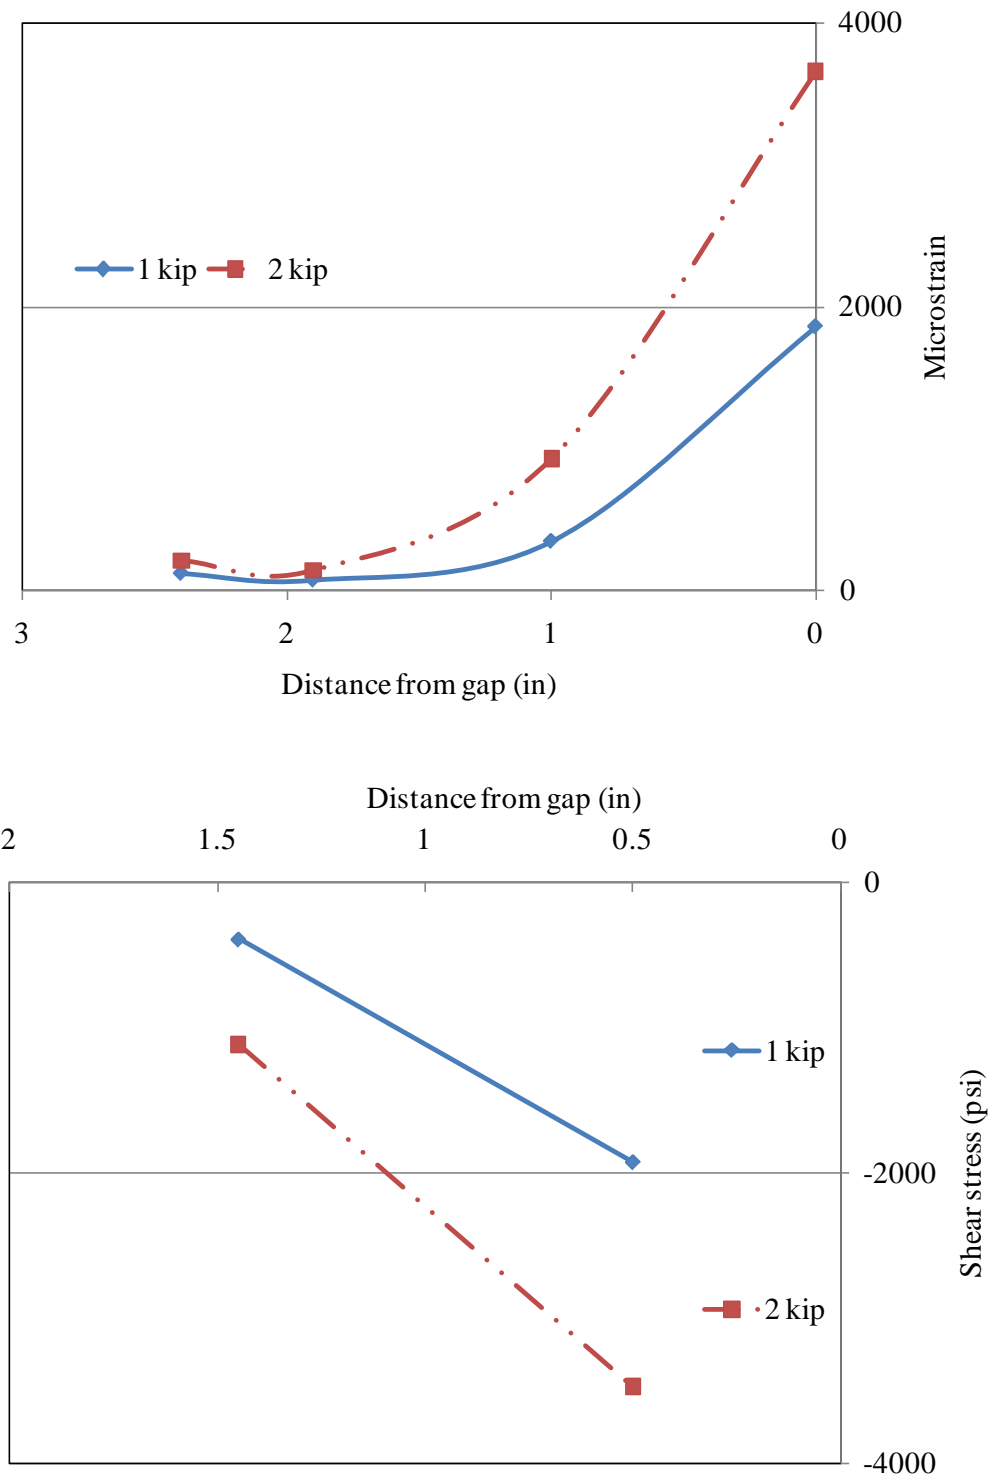 4000
Microstrain
1 kip 2 kip
2000
0
3 2 1 0
Distance from gap (in)
Distance from gap (in)
2 1.5 1 0.5 0
0
1 kip
Shear stress (psi)
-2000
2 kip
-4000